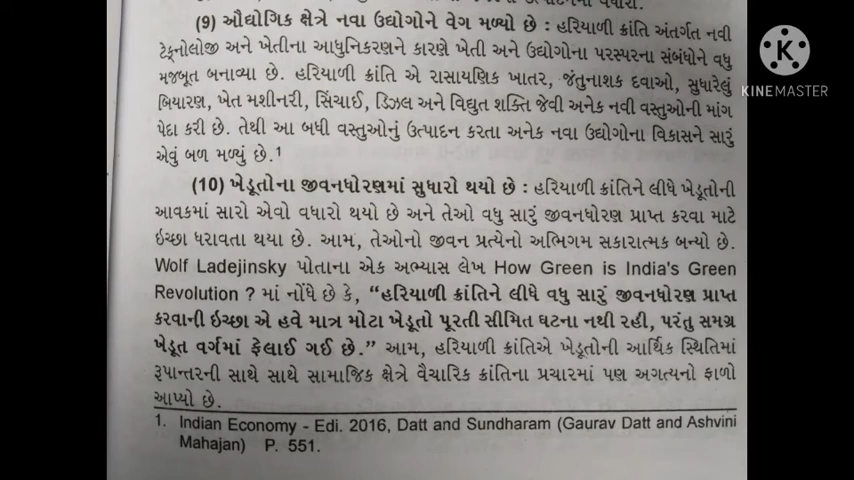 (9) ઔદ્યોગિક ક્ષેત્રે નવા ઉદ્યોગોને વેગ મળ્યો છે : હરિયાળી ક્રાંતિ અંતર્ગત નવી
ટેક્નોલોજી અને ખેતીના આધુનિકરણને કારણે ખેતી અને ઉદ્યોગોના પરસ્પરના સંબંધોને વધુ
મજબૂત બનાવ્યા છે. હરિયાળી ક્રાંતિ એ રાસાયણિક ખાતર, જંતુનાશક દવાઓ, સુધારેલું
બિયારણ, ખેત મશીનરી, સિંચાઈ, ડિઝલ અને વિદ્યુત શક્તિ જેવી અનેક નવી વસ્તુઓની માંગ
પેદા કરી છે. તેથી આ બધી વસ્તુઓનું ઉત્પાદન કરતા અનેક નવા ઉદ્યોગોના વિકાસને સારું
એવું બળ મળ્યું છે.1
(10) ખેડૂતોના જીવનધોરણમાં સુધારો થયો છે : હરિયાળી ક્રાંતિને લીધે ખેડૂતોની
આવકમાં સારો એવો વધારો થયો છે અને તેઓ વધુ સારું જીવનધોરણ પ્રાપ્ત કરવા માટે
ઇચ્છા ધરાવતા થયા છે. આમ, તેઓનો જીવન પ્રત્યેનો અભિગમ સકારાત્મક બન્યો છે.
Wolf Ladejinsky પોતાના એક અભ્યાસ લેખ How Green is India's Green
Revolution ? માં નોંધે છે કે, “હરિયાળી ક્રાંતિને લીધે વધુ સારું જીવનધોરણ પ્રાપ્ત
કરવાની ઇચ્છા એ હવે માત્ર મોટા ખેડૂતો પૂરતી સીમિત ઘટના નથી રહી, પરંતુ સમગ્ર
ખેડૂત વર્ગમાં ફેલાઈ ગઈ છે.” આમ, હરિયાળી ક્રાંતિએ ખેડૂતોની આર્થિક સ્થિતિમાં
રૂપાન્તરની સાથે સાથે સામાજિક ક્ષેત્રે વૈચારિક ક્રાંતિના પ્રચારમાં પણ અગત્યનો ફાળો
આપ્યો છે.
1. Indian Economy - Edi. 2016, Datt and Sundharam (Gaurav Datt and Ashvini
Mahajan) P. 551.
K
KINEMASTER